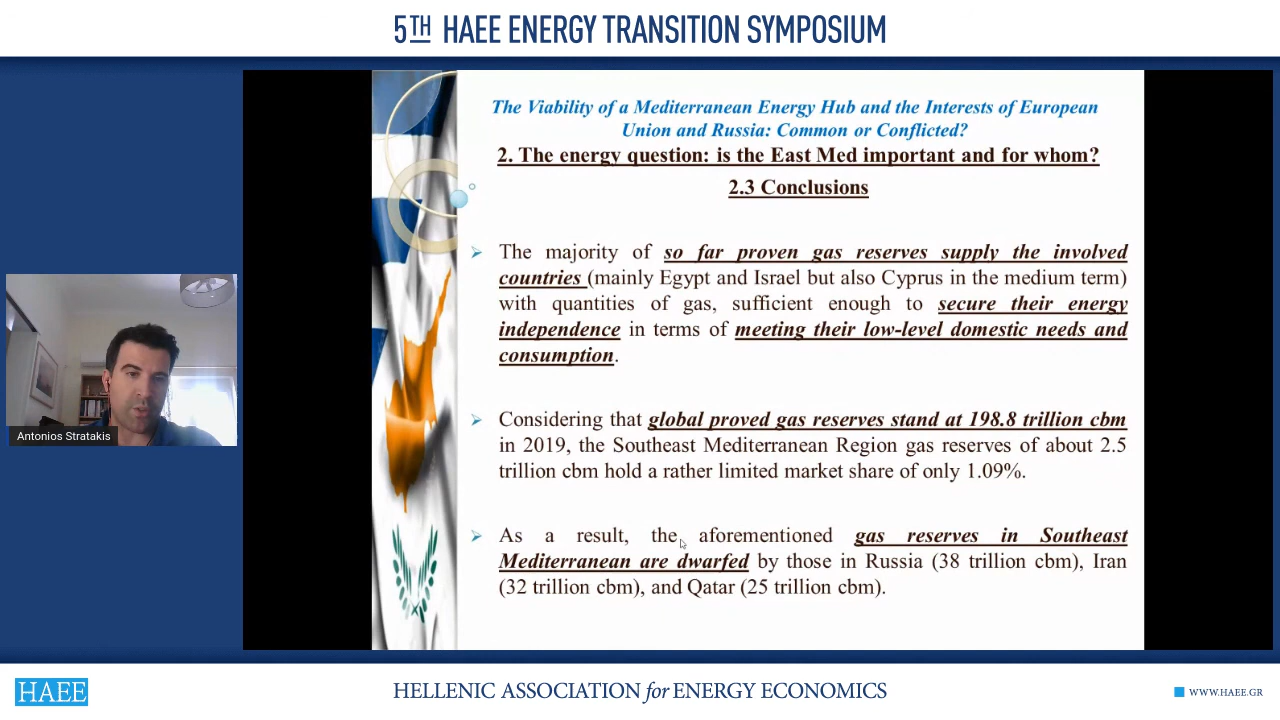 5TH HAEE ENERGY TRANSITION SYMPOSIUM
The Viability of a Mediterranean Energy Hub and the Interests of European
Union and Russia: Common or Conflicted?
2. The energy question: is the East Med important and for whom?
2.3 Conclusions
The majority of so far proven gas reserves supply the involved
countries (mainly Egypt and Israel but also Cyprus in the medium term)
with quantities of gas, sufficient enough to secure their energy
independence in terms of meeting their low-level domestic needs and
consumption.
Considering that global proved gas reserves stand at 198.8 trillion cbm
in 2019, the Southeast Mediterranean Region gas reserves of about 2.5
trillion cbm hold a rather limited market share of only 1.09%.
As a result, the aforementioned gas reserves in Southeast
Mediterranean are dwarfed by those in Russia (38 trillion cbm), Iran
(32 trillion cbm), and Qatar (25 trillion cbm).
Antonios Stratakis
HAEE
HELLENIC ASSOCIATION for ENERGY ECONOMICS
WWW.HAEE.GR